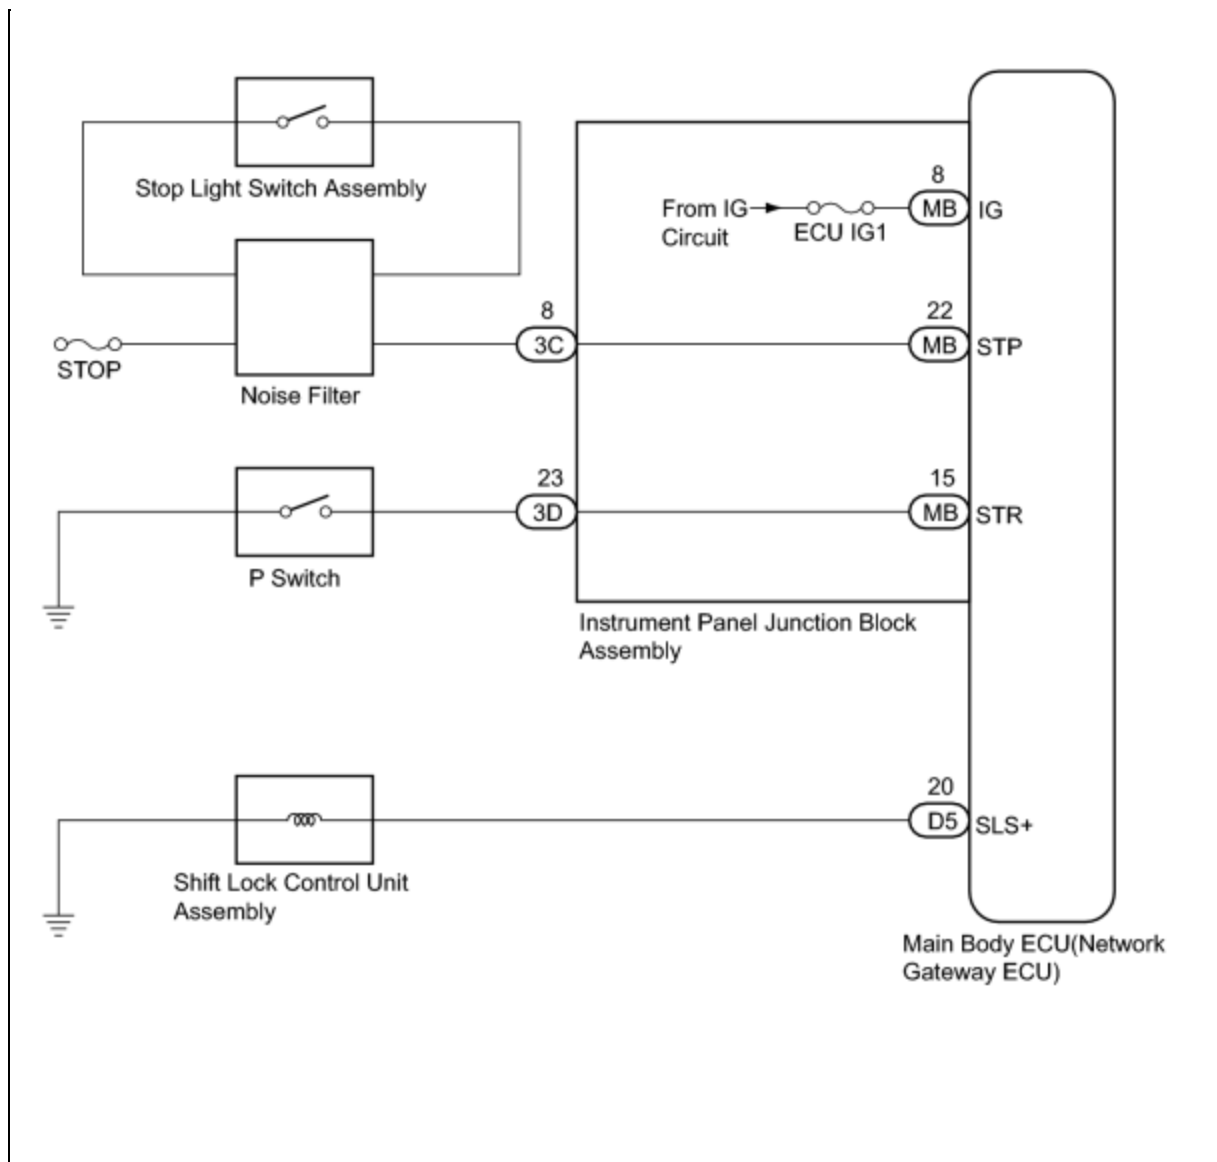 Stop Light Switch Assembly
8
MB
IG
From IG
Circuit
ECU IG1
8
3C
22
MB
STP
STOP
Noise Filter
23
3D
15
MB
STR
P Switch
Instrument Panel Junction Block
Assembly
20
D5
SLS+
Shift Lock Control Unit
Assembly
Main Body ECU(Network
Gateway ECU)